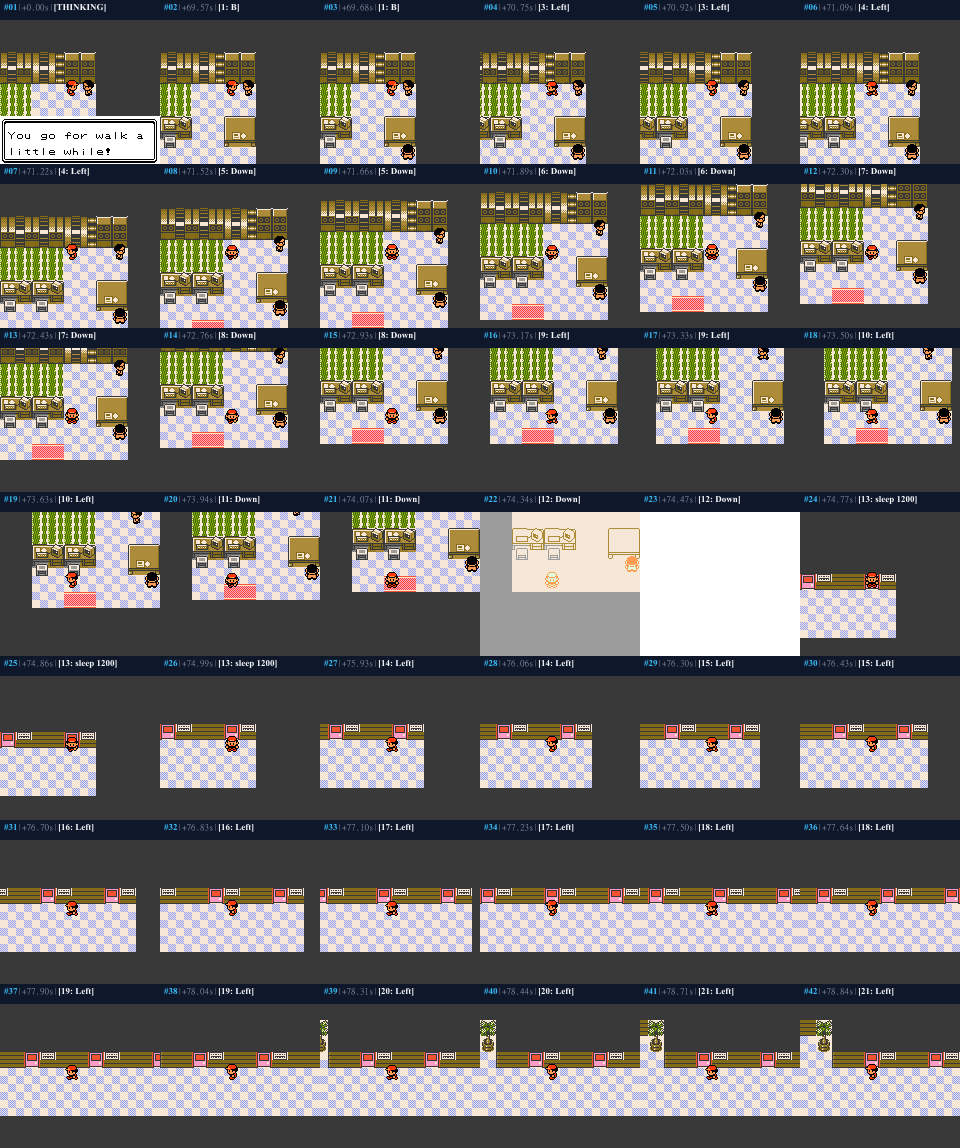 #01|+0.00s| [THINKING]
#02|+69.57s| [1: B]
#03|+69.68s| [1: B]
#04|+70.75s| [3: Left]
#05|+70.92s| [3: Left]
#06|+71.09s| [4: Left]
You go for walk a
little while!
#07|+71.22s| [4: Left]
#08|+71.52s| [5: Down]
#09|+71.66s| [5: Down]
#10|+71.89s| [6: Down]
#11|+72.03s| [6: Down]
#12|+72.30s| [7: Down]
#13|+72.43s| [7: Down]
#14|+72.76s| [8: Down]
#15|+72.93s| [8: Down]
#16|+73.17s| [9: Left]
#17|+73.33s| [9: Left]
#18|+73.50s| [10: Left]
#19|+73.63s| [10: Left]
#20|+73.94s| [11: Down]
#21|+74.07s| [11: Down]
#22|+74.34s| [12: Down]
#23|+74.47s| [12: Down]
#24|+74.77s| [13: sleep 1200]
#25|+74.86s| [13: sleep 1200]
#26|+74.99s| [13: sleep 1200]
#27|+75.93s| [14: Left]
#28|+76.06s| [14: Left]
#29|+76.30s| [15: Left]
#30|+76.43s| [15: Left]
#31|+76.70s| [16: Left]
#32|+76.83s| [16: Left]
#33|+77.10s| [17: Left]
#34|+77.23s| [17: Left]
#35|+77.50s| [18: Left]
#36|+77.64s| [18: Left]
#37|+77.90s| [19: Left]
#38|+78.04s| [19: Left]
#39|+78.31s| [20: Left]
#40|+78.44s| [20: Left]
#41|+78.71s| [21: Left]
#42|+78.84s| [21: Left]